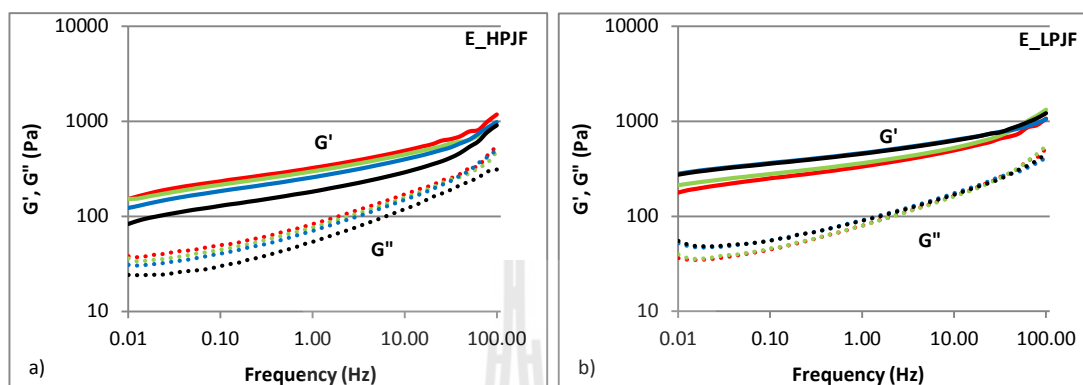 E_HPJF
G', G" (Pa)
10000
1000
100
10
G'
G"
0.01 0.10 1.00 10.00 100.00
a)
Frequency (Hz)
E_LPJF
G', G" (Pa)
10000
1000
100
10
G'
G"
0.01 0.10 1.00 10.00 100.00
b)
Frequency (Hz)